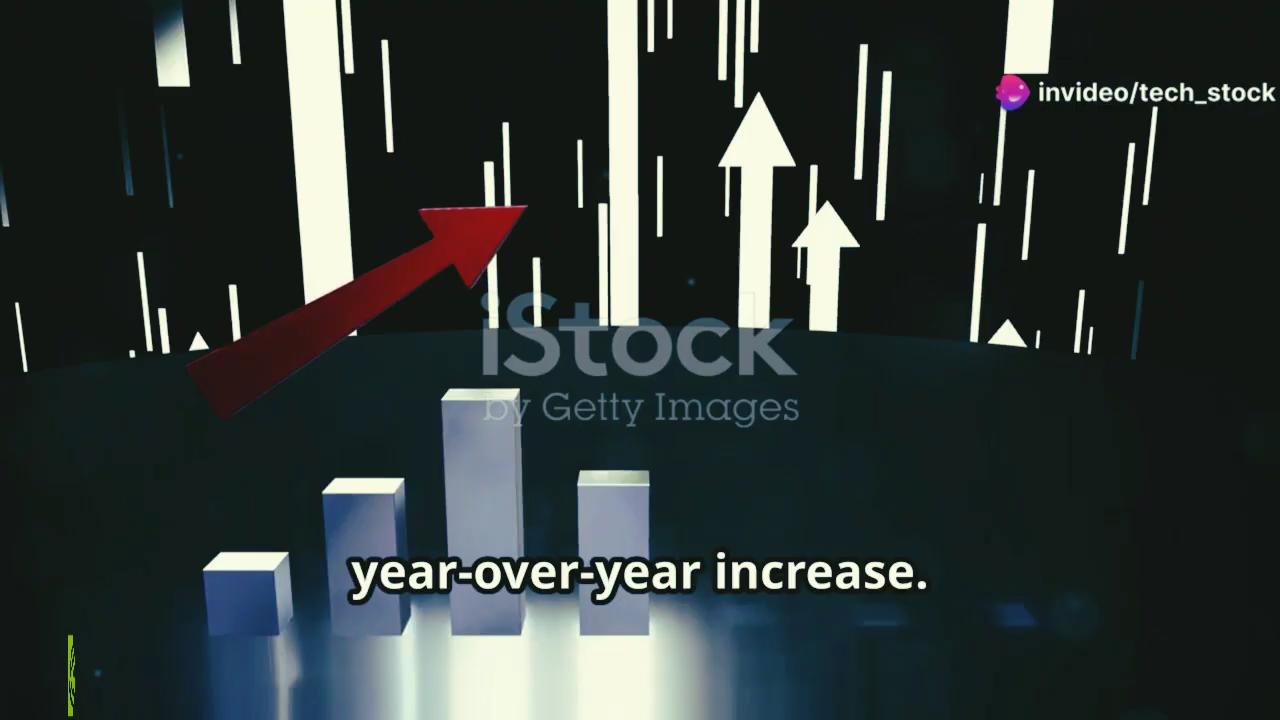 invideo/tech_stock
iStock
by Getty Images
year-over-year increase.